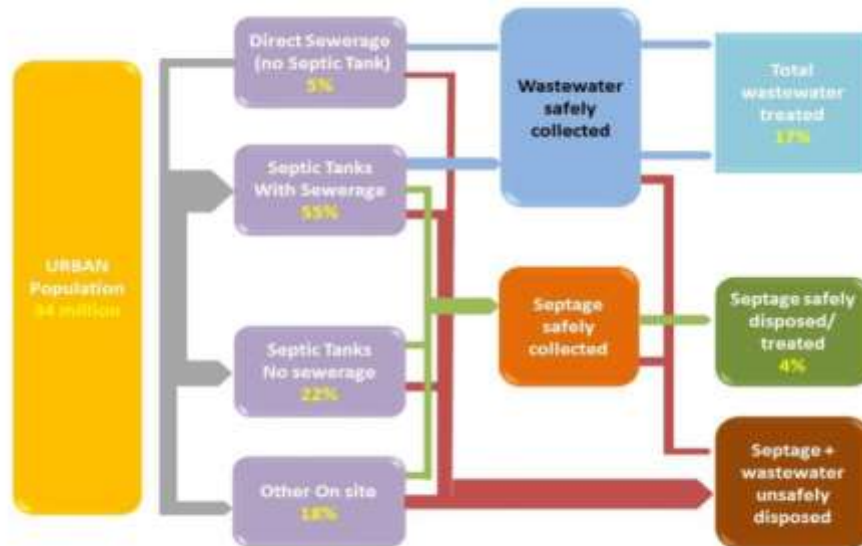 URBAN
Population
34 million
Direct Sewerage
(no Septic Tank)
5%
Septic Tanks
With Sewerage
55%
Septic Tanks
No sewerage
22%
Other On site
18%
Wastewater
safely
collected
Septage
safely
collected
Total
wastewater
treated
17%
Septage safely
disposed/
treated
4%
Septage +
wastewater
unsafely
disposed